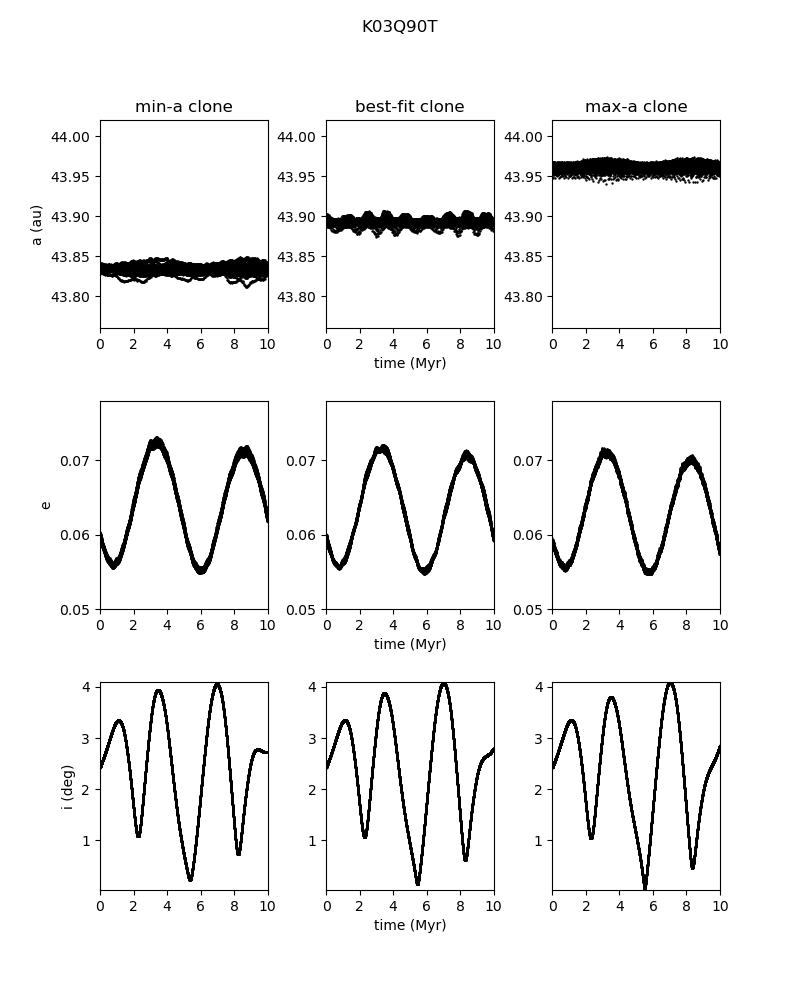 K03Q90T
min-a clone best-fit clone max-a clone
44.00 44.00 44.00
43.95 43.95 43.95
43.90 43.90 43.90
43.85 43.85 43.85
43.80 43.80 43.80
a (au)
0 2 4 6 8 10 0 2 4 6 8 10 0 2 4 6 8 10
time (Myr)
0.07 0.07 0.07
0.06 0.06 0.06
0.05 0.05 0.05
e
0 2 4 6 8 10 0 2 4 6 8 10 0 2 4 6 8 10
time (Myr)
4 4 4
3 3 3
2 2 2
1 1 1
i (deg)
0 2 4 6 8 10 0 2 4 6 8 10 0 2 4 6 8 10
time (Myr)